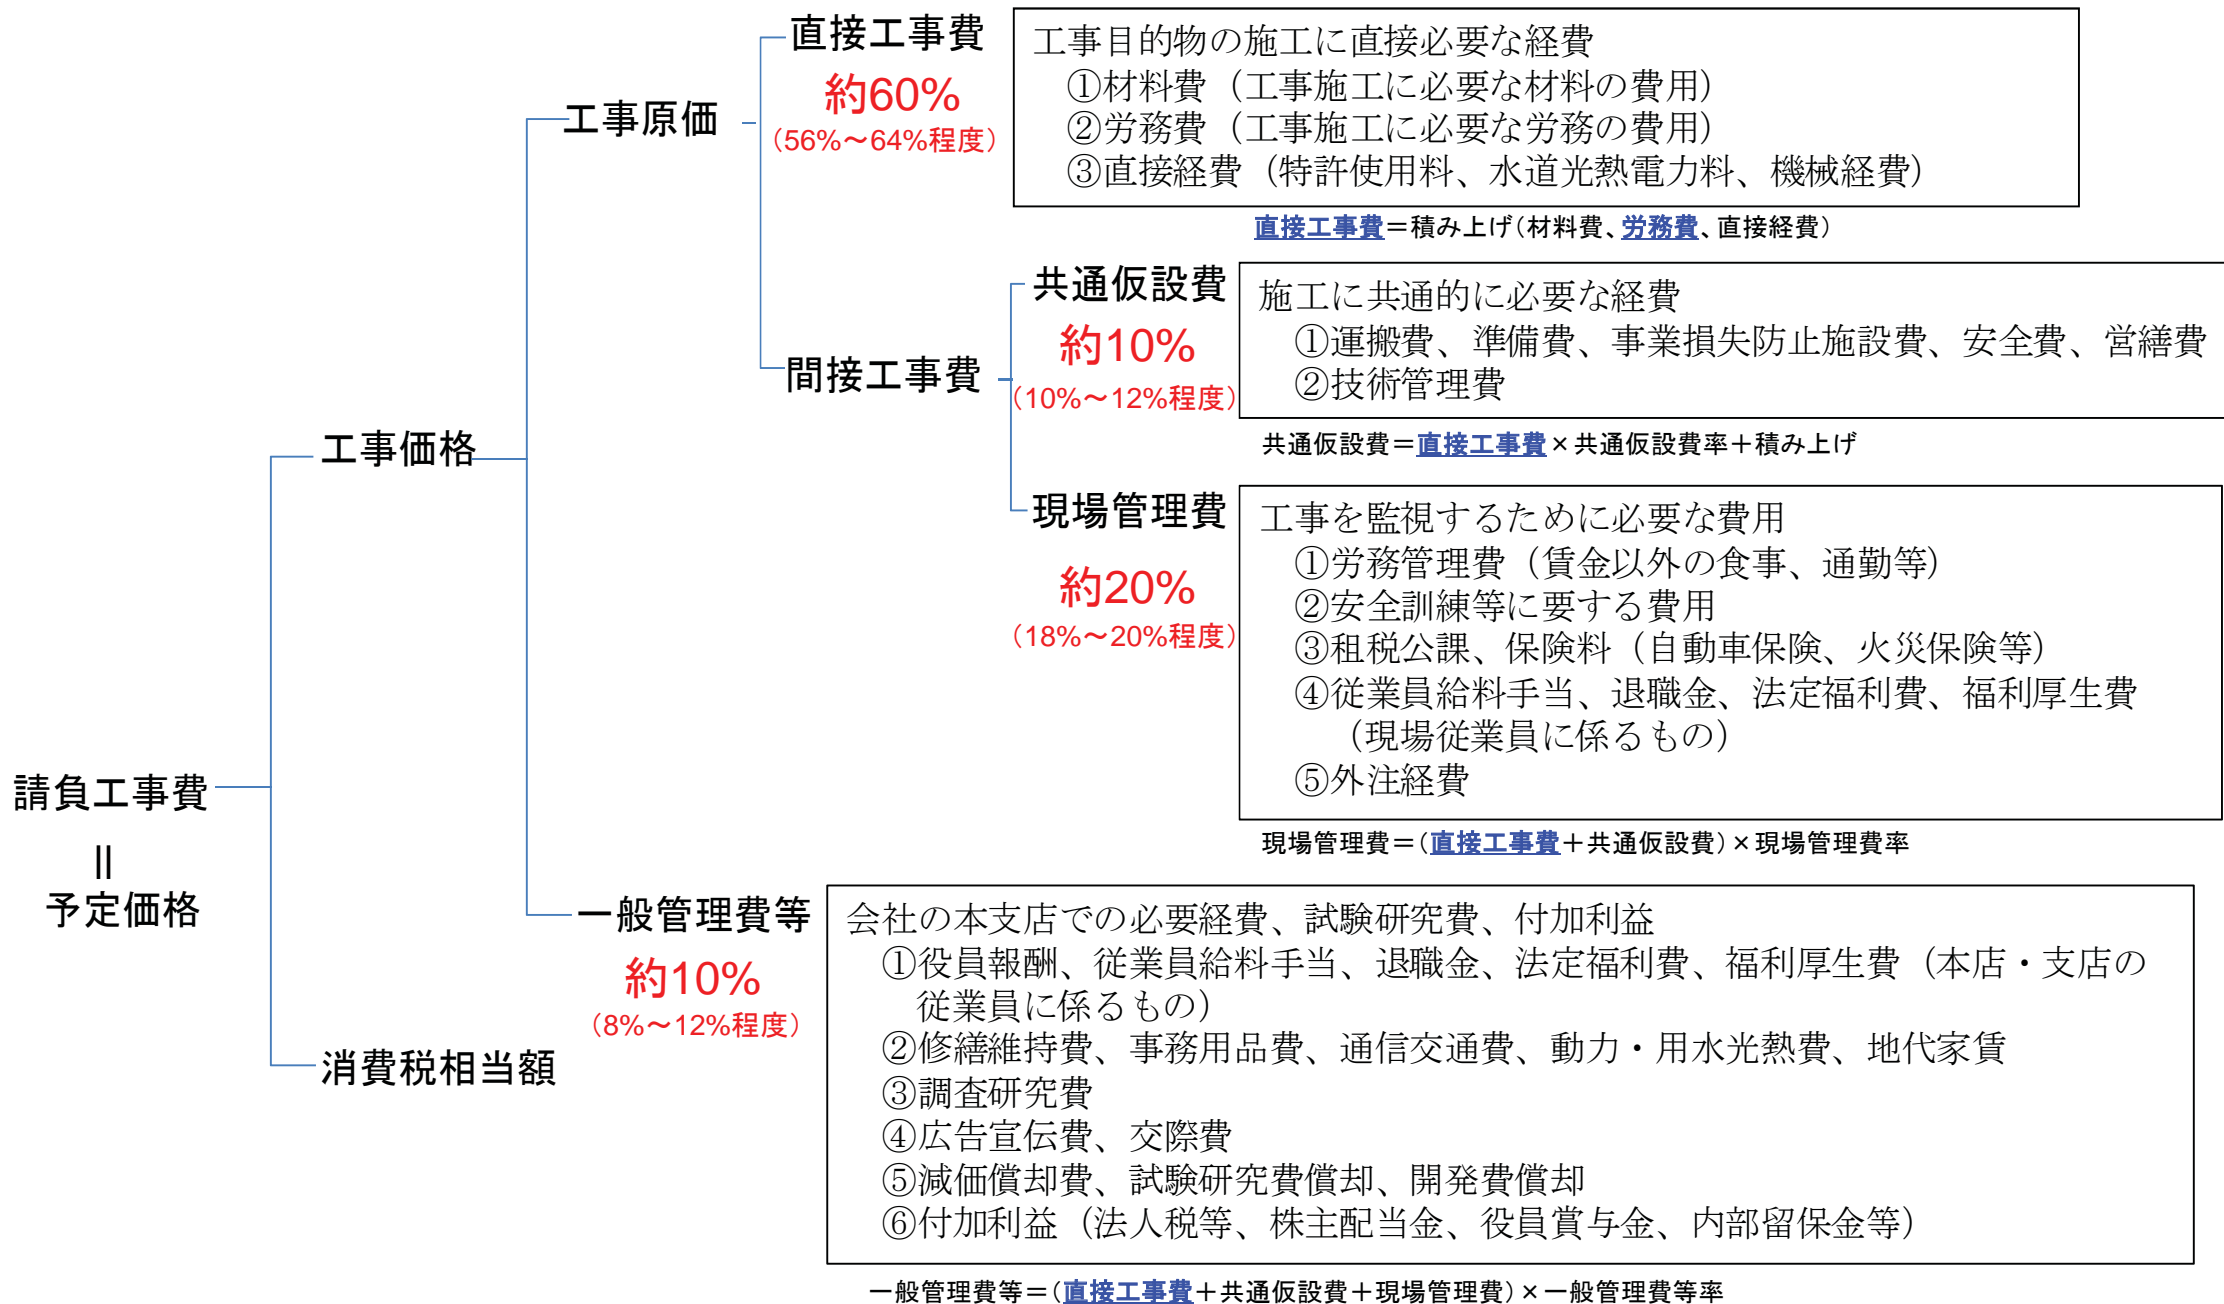 直接工事費
約60%
（56%～64%程度）
工事目的物の施工に直接必要な経費
①材料費（工事施工に必要な材料の費用）
②労務費（工事施工に必要な労務の費用）
③直接経費（特許使用料、水道光熱電力料、機械経費）
直接工事費＝積み上げ（材料費、労務費、直接経費）
工事原価
共通仮設費
約10%
（10%～12%程度）
施工に共通的に必要な経費
①運搬費、準備費、事業損失防止施設費、安全費、営繕費
②技術管理費
共通仮設費＝直接工事費×共通仮設費率＋積み上げ
間接工事費
工事価格
現場管理費
約20%
（18%～20%程度）
工事を監視するために必要な費用
①労務管理費（賃金以外の食事、通勤等）
②安全訓練等に要する費用
③租税公課、保険料（自動車保険、火災保険等）
④従業員給料手当、退職金、法定福利費、福利厚生費
（現場従業員に係るもの）
⑤外注経費
現場管理費＝（直接工事費＋共通仮設費）×現場管理費率
請負工事費
＝
予定価格
一般管理費等
約10%
（8%～12%程度）
会社の本支店での必要経費、試験研究費、付加利益
①役員報酬、従業員給料手当、退職金、法定福利費、福利厚生費（本店・支店の
従業員に係るもの）
②修繕維持費、事務用品費、通信交通費、動力・用水光熱費、地代家賃
③調査研究費
④広告宣伝費、交際費
⑤減価償却費、試験研究費償却、開発費償却
⑥付加利益（法人税等、株主配当金、役員賞与金、内部留保金等）
一般管理費等＝（直接工事費＋共通仮設費＋現場管理費）×一般管理費等率
消費税相当額